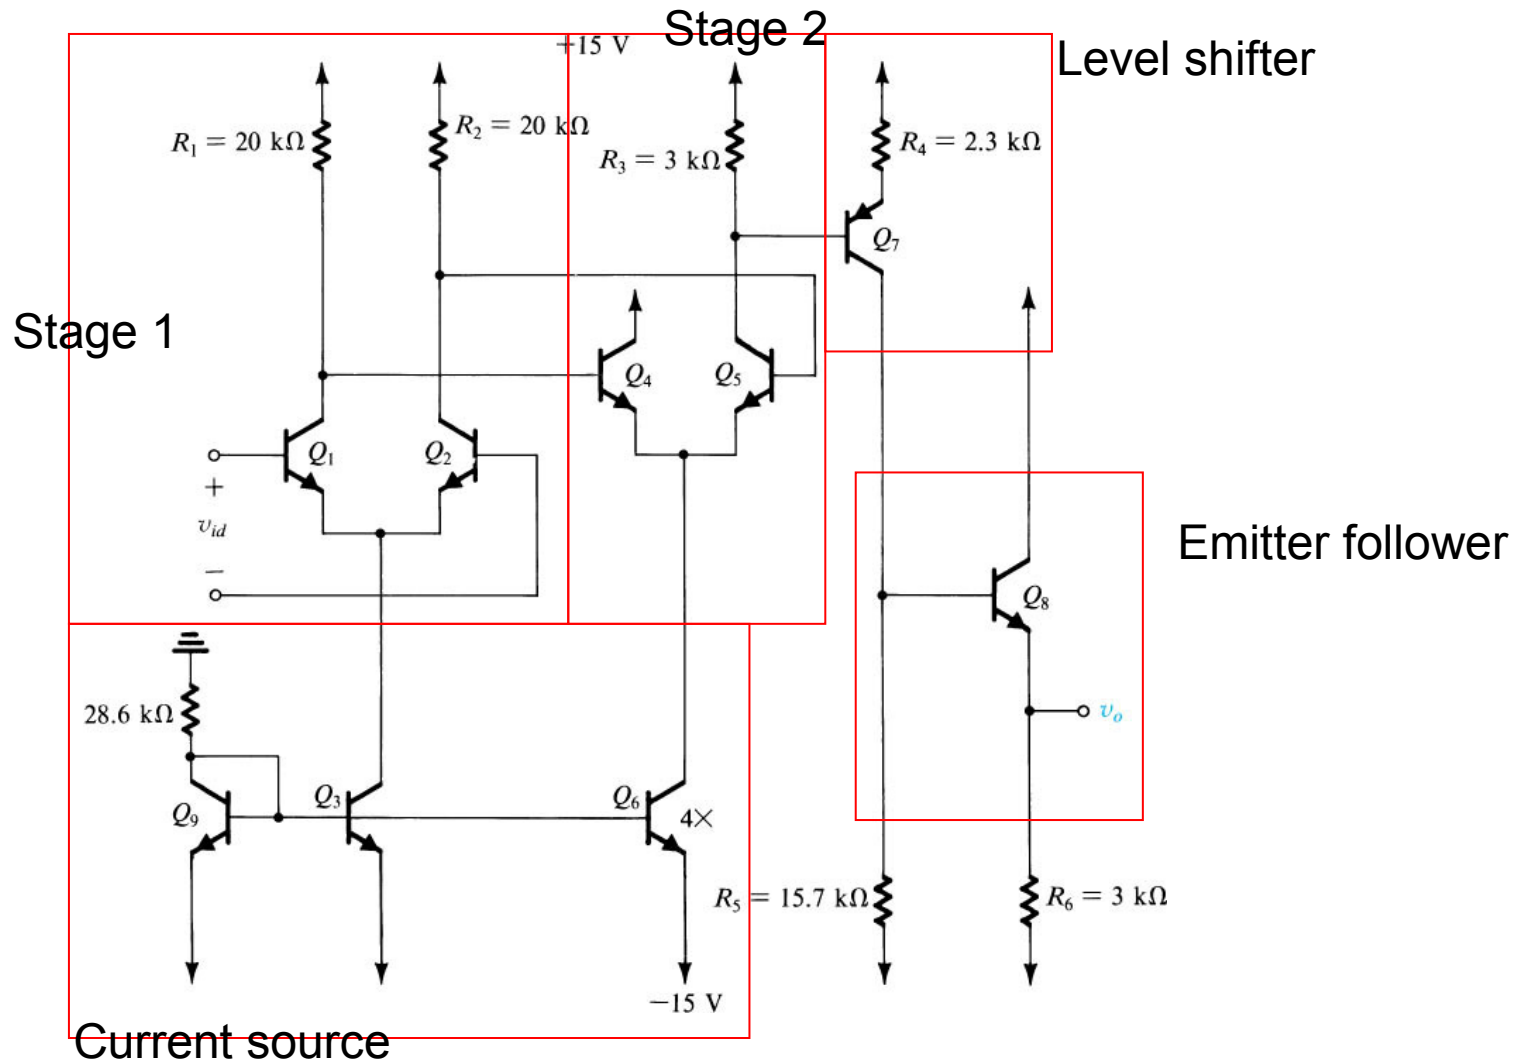 Stage 2
+15 V
Level shifter
R₁ = 20 kΩ
R₂ = 20 kΩ
R₃ = 3 kΩ
R₄ = 2.3 kΩ
Q₇
Stage 1
Q₄
Q₅
Q₁
Q₂
+
v_id
−
Emitter follower
Q₈
28.6 kΩ
v_o
Q₉
Q₃
Q₆
4×
R₅ = 15.7 kΩ
R₆ = 3 kΩ
−15 V
Current source